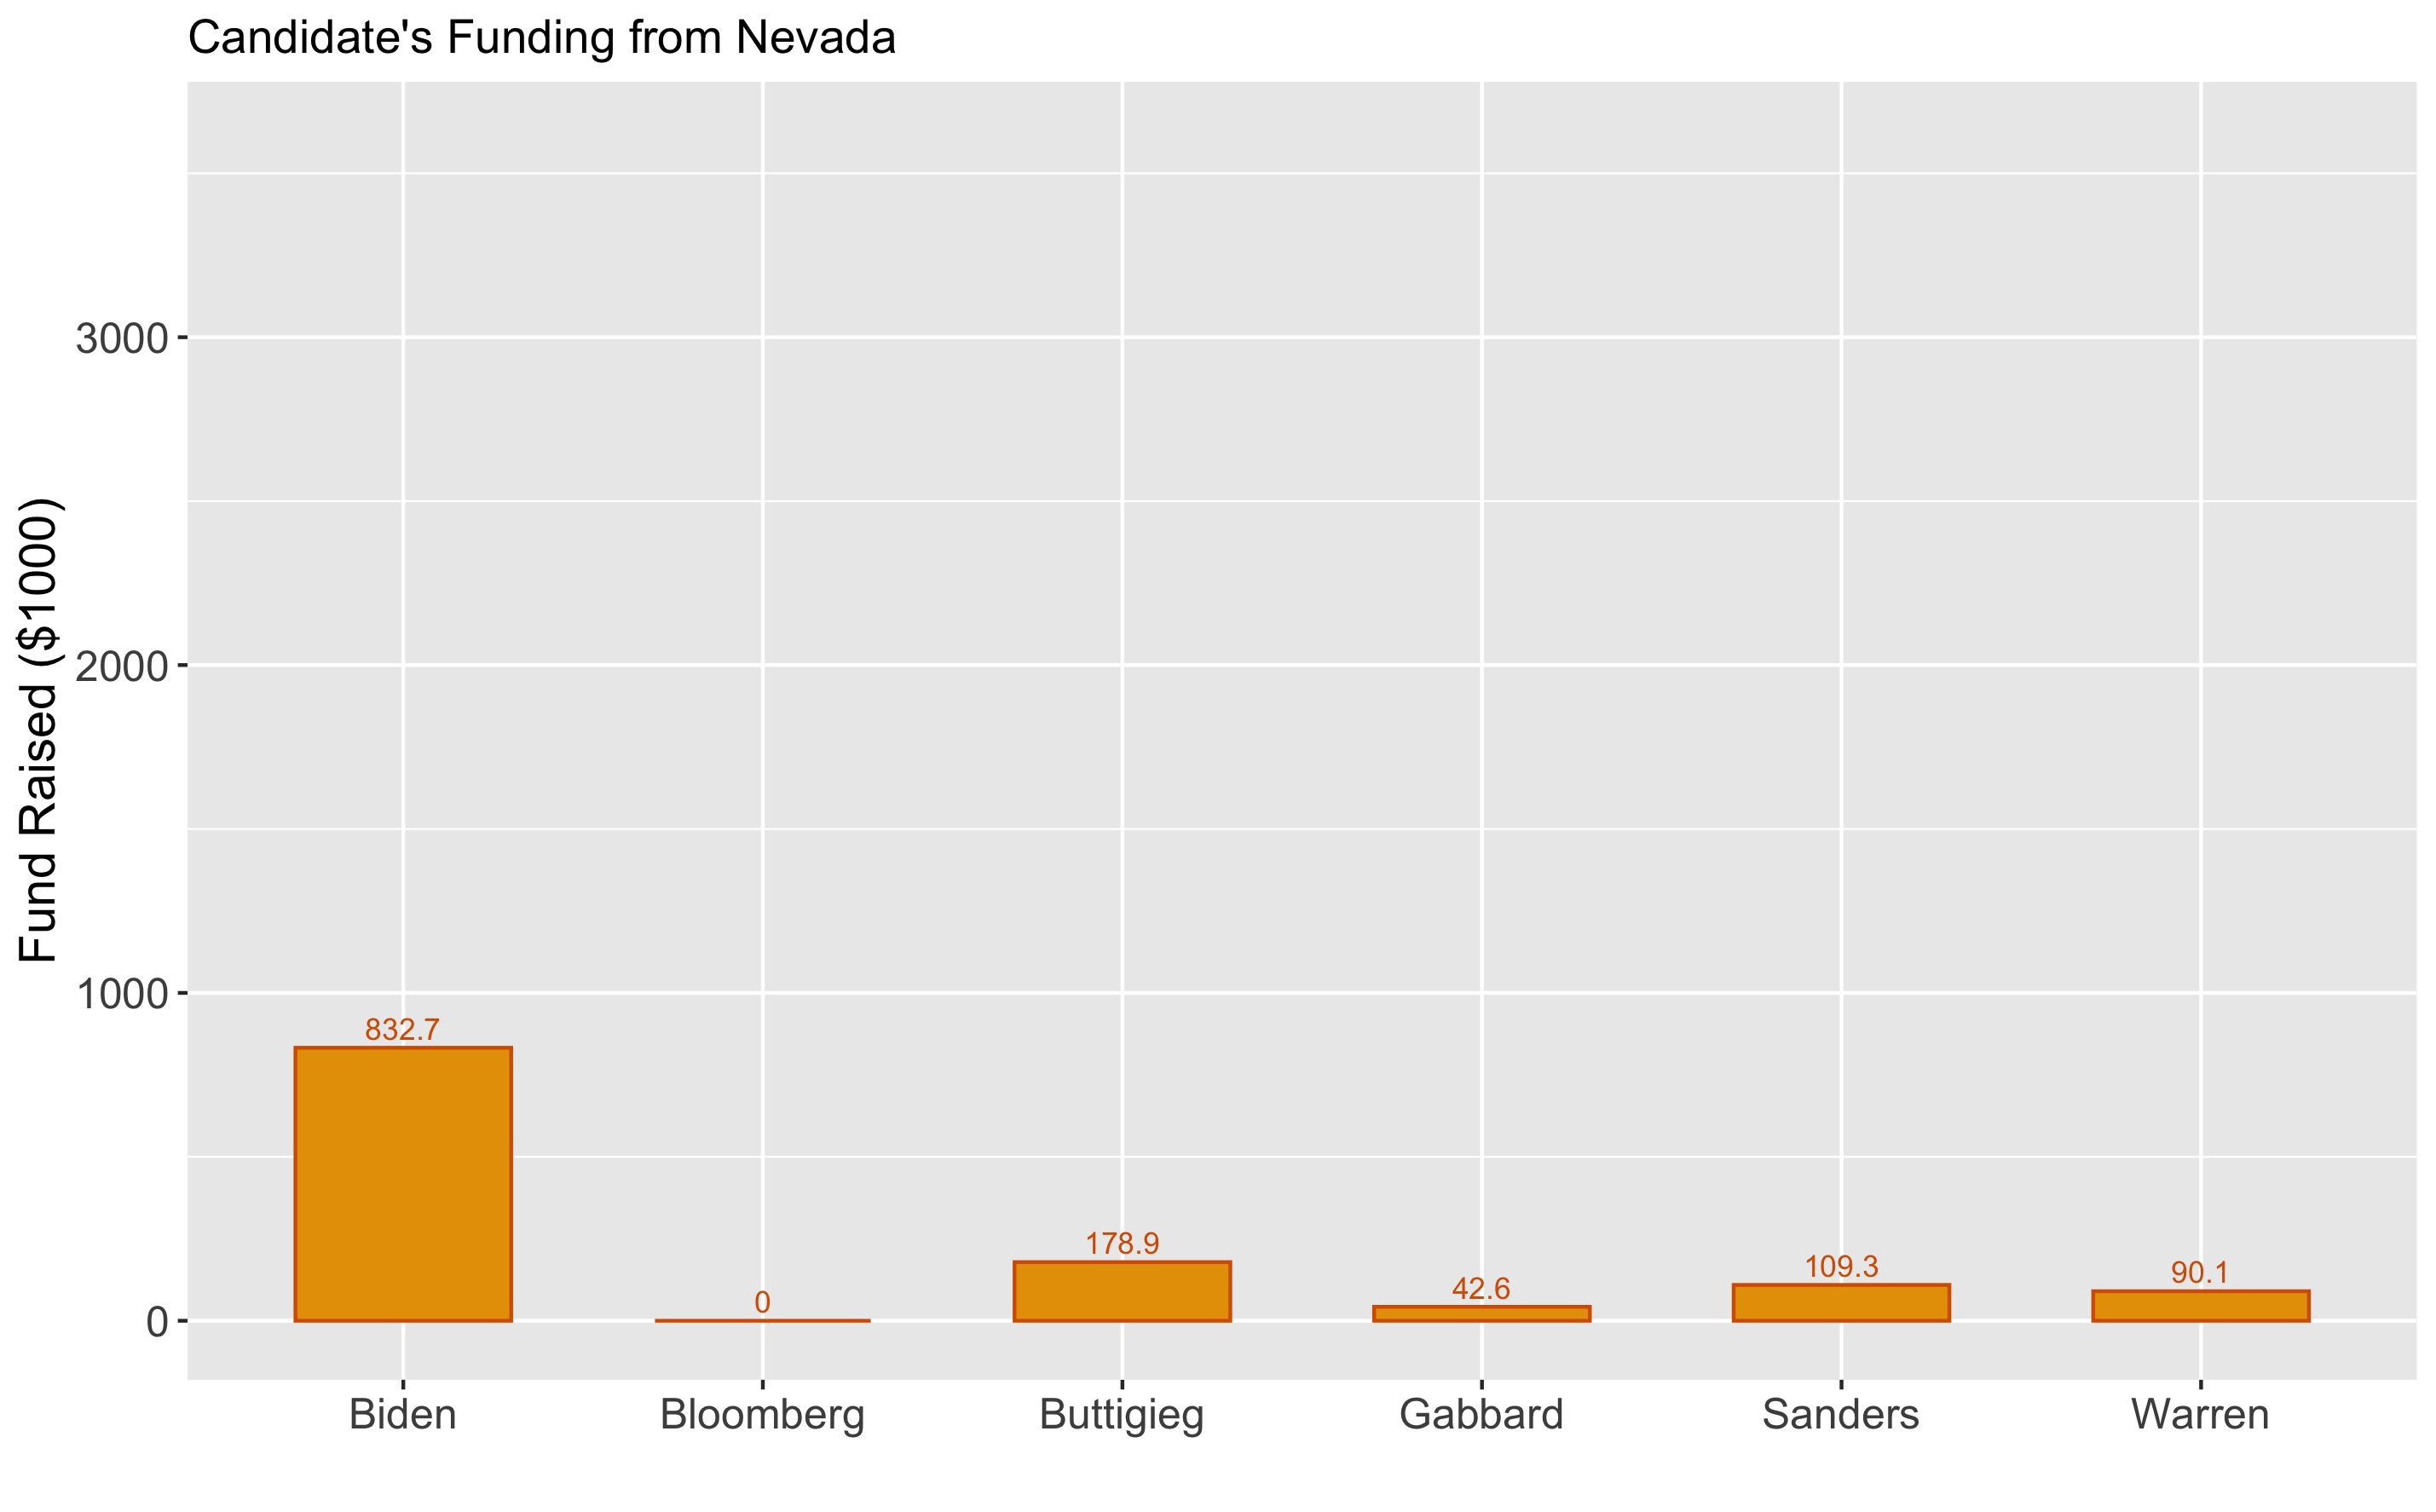 Candidate's Funding from Nevada
Fund Raised ($1000)
3000
2000
1000
0
832.7
0
178.9
42.6
109.3
90.1
Biden
Bloomberg
Buttigieg
Gabbard
Sanders
Warren